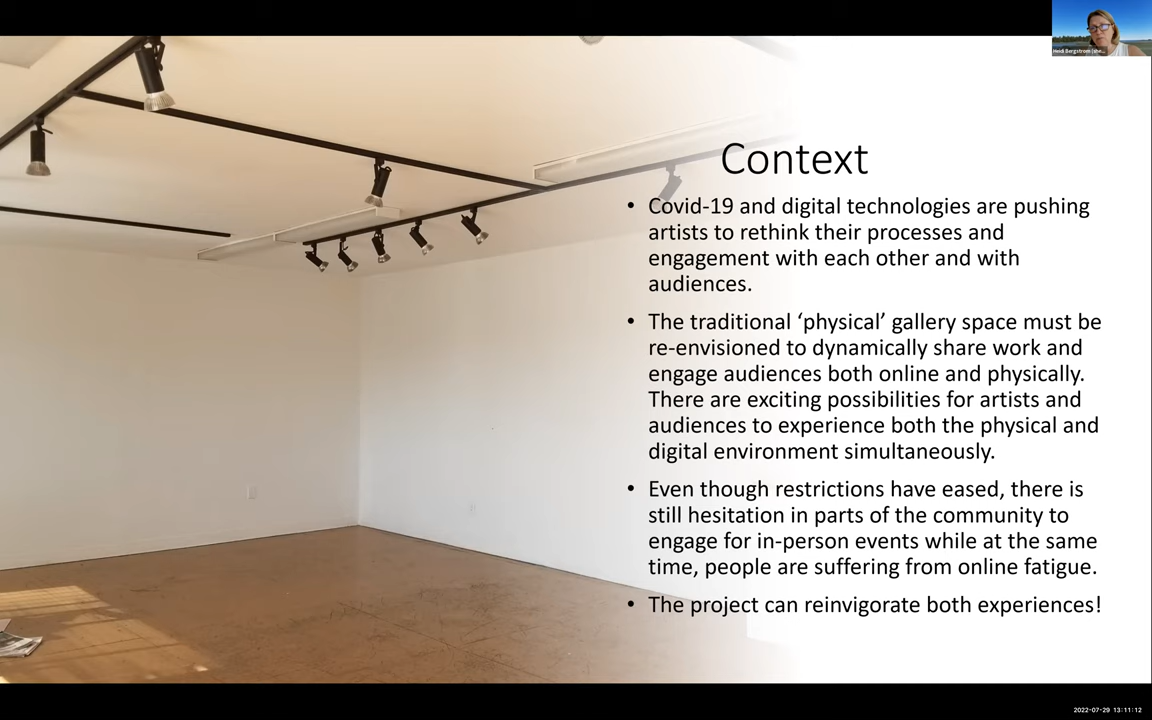 Heidi Bergstrom (she...
Context
• Covid-19 and digital technologies are pushing
artists to rethink their processes and
engagement with each other and with
audiences.
• The traditional ‘physical’ gallery space must be
re-envisioned to dynamically share work and
engage audiences both online and physically.
There are exciting possibilities for artists and
audiences to experience both the physical and
digital environment simultaneously.
• Even though restrictions have eased, there is
still hesitation in parts of the community to
engage for in-person events while at the same
time, people are suffering from online fatigue.
• The project can reinvigorate both experiences!
2022-07-29 13:11:12